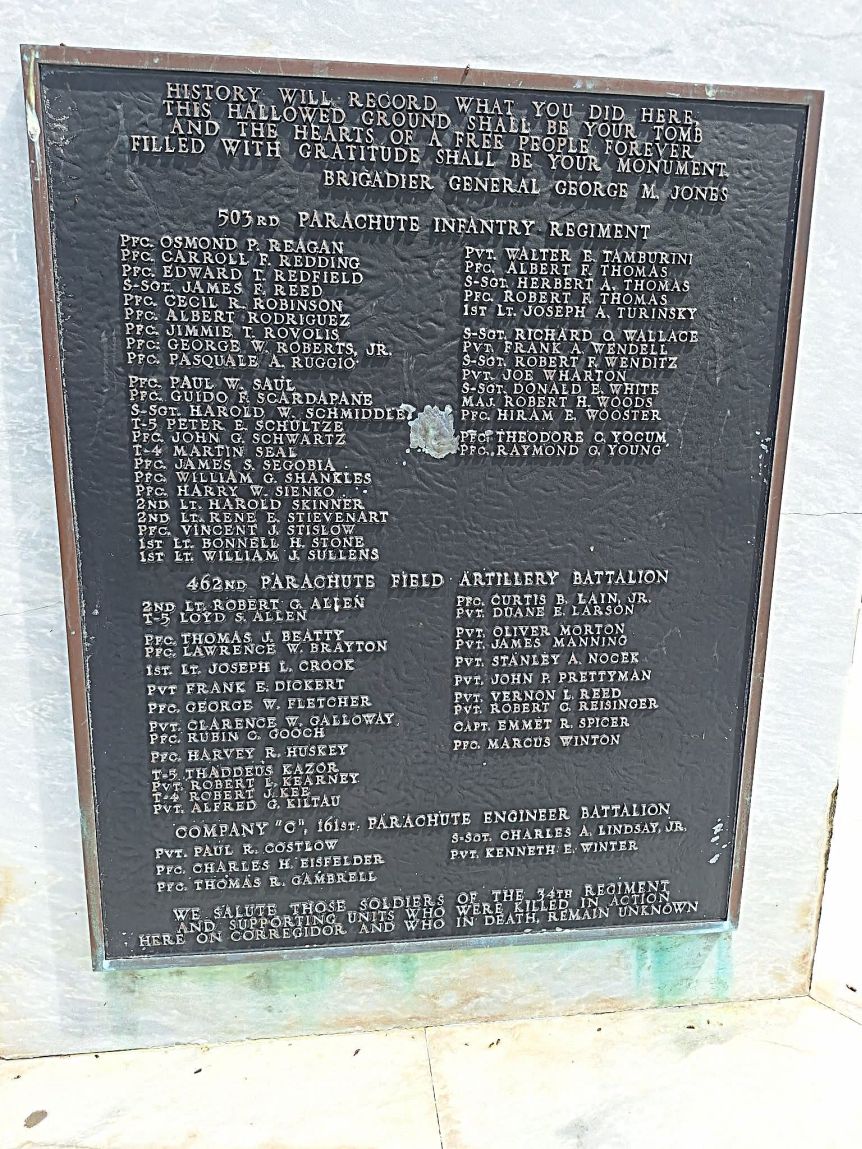 HISTORY WILL RECORD WHAT YOU DID HERE.
THIS HALLOWED GROUND SHALL BE YOUR TOMB
AND THE HEARTS OF A FREE PEOPLE FOREVER
FILLED WITH GRATITUDE SHALL BE YOUR MONUMENT.
BRIGADIER GENERAL GEORGE M. JONES
503RD PARACHUTE INFANTRY REGIMENT
PFC. OSMOND P. REAGAN
PFC. CARROLL F. REDDING
PFC. EDWARD T. REDFIELD
S-SGT. JAMES F. REED
PFC. CECIL R. ROBINSON
PFC. ALBERT RODRIGUEZ
PFC. JIMMIE T. ROVOLIS
PFC. GEORGE W. ROBERTS, JR.
PFC. PASQUALE A. RUGGIO
PFC. PAUL W. SAUL
PFC. GUIDO F. SCARDAPANE
S-SGT. HAROLD W. SCHMIDDLE
T-5 PETER E. SCHULTZE
PFC. JOHN G. SCHWARTZ
T-4 MARTIN SEAL
PFC. JAMES S. SEGOBIA
PFC. WILLIAM G. SHANKLES
PFC. HARRY W. SIENKO
2ND LT. HAROLD SKINNER
2ND LT. RENE E. STIEVENART
PFC. VINCENT J. STISLOW
1ST LT. BONNELL H. STONE
1ST LT. WILLIAM J. SULLENS
PVT. WALTER E. TAMBURINI
PFC. ALBERT F. THOMAS
S-SGT. HERBERT A. THOMAS
PFC. ROBERT F. THOMAS
1ST LT. JOSEPH A. TURINSKY
S-SGT. RICHARD O. WALLACE
PVT. FRANK A. WENDELL
S-SGT. ROBERT F. WENDITZ
PVT. JOE WHARTON
S-SGT. DONALD E. WHITE
MAJ. ROBERT H. WOODS
PFC. HIRAM E. WOOSTER
PFC. THEODORE C. YOCUM
PFC. RAYMOND G. YOUNG
462ND PARACHUTE FIELD ARTILLERY BATTALION
2ND LT. ROBERT G. ALLEN
T-5 LOYD S. ALLEN
PFC. THOMAS J. BEATTY
PFC. LAWRENCE W. BRAYTON
1ST. LT. JOSEPH L. CROOK
PVT FRANK E. DICKERT
PFC. GEORGE W. FLETCHER
PVT. CLARENCE W. GALLOWAY
PFC. RUBIN C. GOOCH
PFC. HARVEY R. HUSKEY
T-5 THADDEUS KAZOR
PVT. ROBERT L. KEARNEY
T-4 ROBERT J. KEE
PVT. ALFRED G. KILTAU
PFC. CURTIS B. LAIN, JR.
PVT. DUANE E. LARSON
PVT. OLIVER MORTON
PVT. JAMES MANNING
PVT. STANLEY A. NOCEK
PVT. JOHN P. PRETTYMAN
PVT. VERNON L. REED
PVT. ROBERT C. REISINGER
CAPT. EMMET R. SPICER
PFC. MARCUS WINTON
COMPANY "C", 161ST. PARACHUTE ENGINEER BATTALION
PVT. PAUL R. COSTLOW
PFC. CHARLES H. EISFELDER
PFC. THOMAS R. GAMBRELL
S-SGT. CHARLES A. LINDSAY, JR.
PVT. KENNETH E. WINTER
WE SALUTE THOSE SOLDIERS OF THE 34TH REGIMENT
AND SUPPORTING UNITS WHO WERE KILLED IN ACTION
HERE ON CORREGIDOR AND WHO IN DEATH, REMAIN UNKNOWN